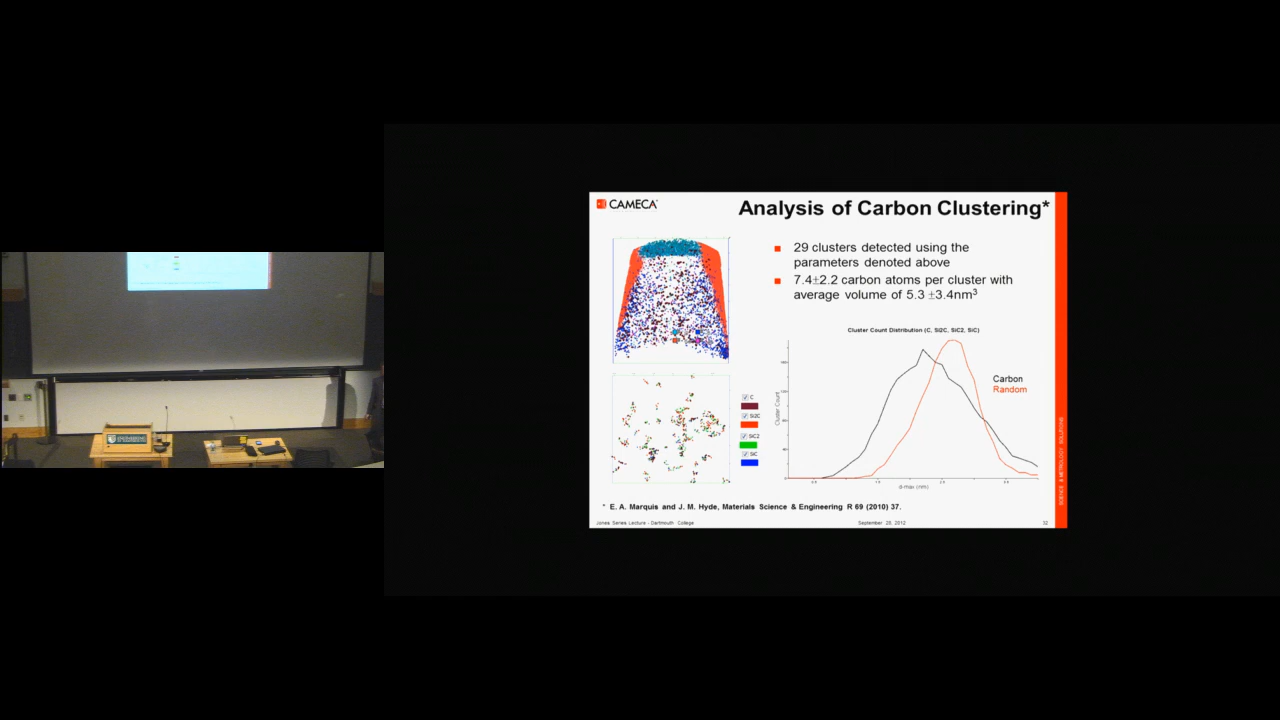 CAMECA
Analysis of Carbon Clustering*
29 clusters detected using the
parameters denoted above
7.4±2.2 carbon atoms per cluster with
average volume of 5.3 ±3.4nm³
Cluster Count Distribution (C, Si2C, SiC2, SiC)
Cluster Count
Carbon
Random
d-max (nm)
C
Si2C
SiC2
SiC
* E. A. Marquis and J. M. Hyde, Materials Science & Engineering R 69 (2010) 37.
Jones Series Lecture - Dartmouth College
September 28, 2012
32
SCIENCE & METROLOGY SOLUTIONS